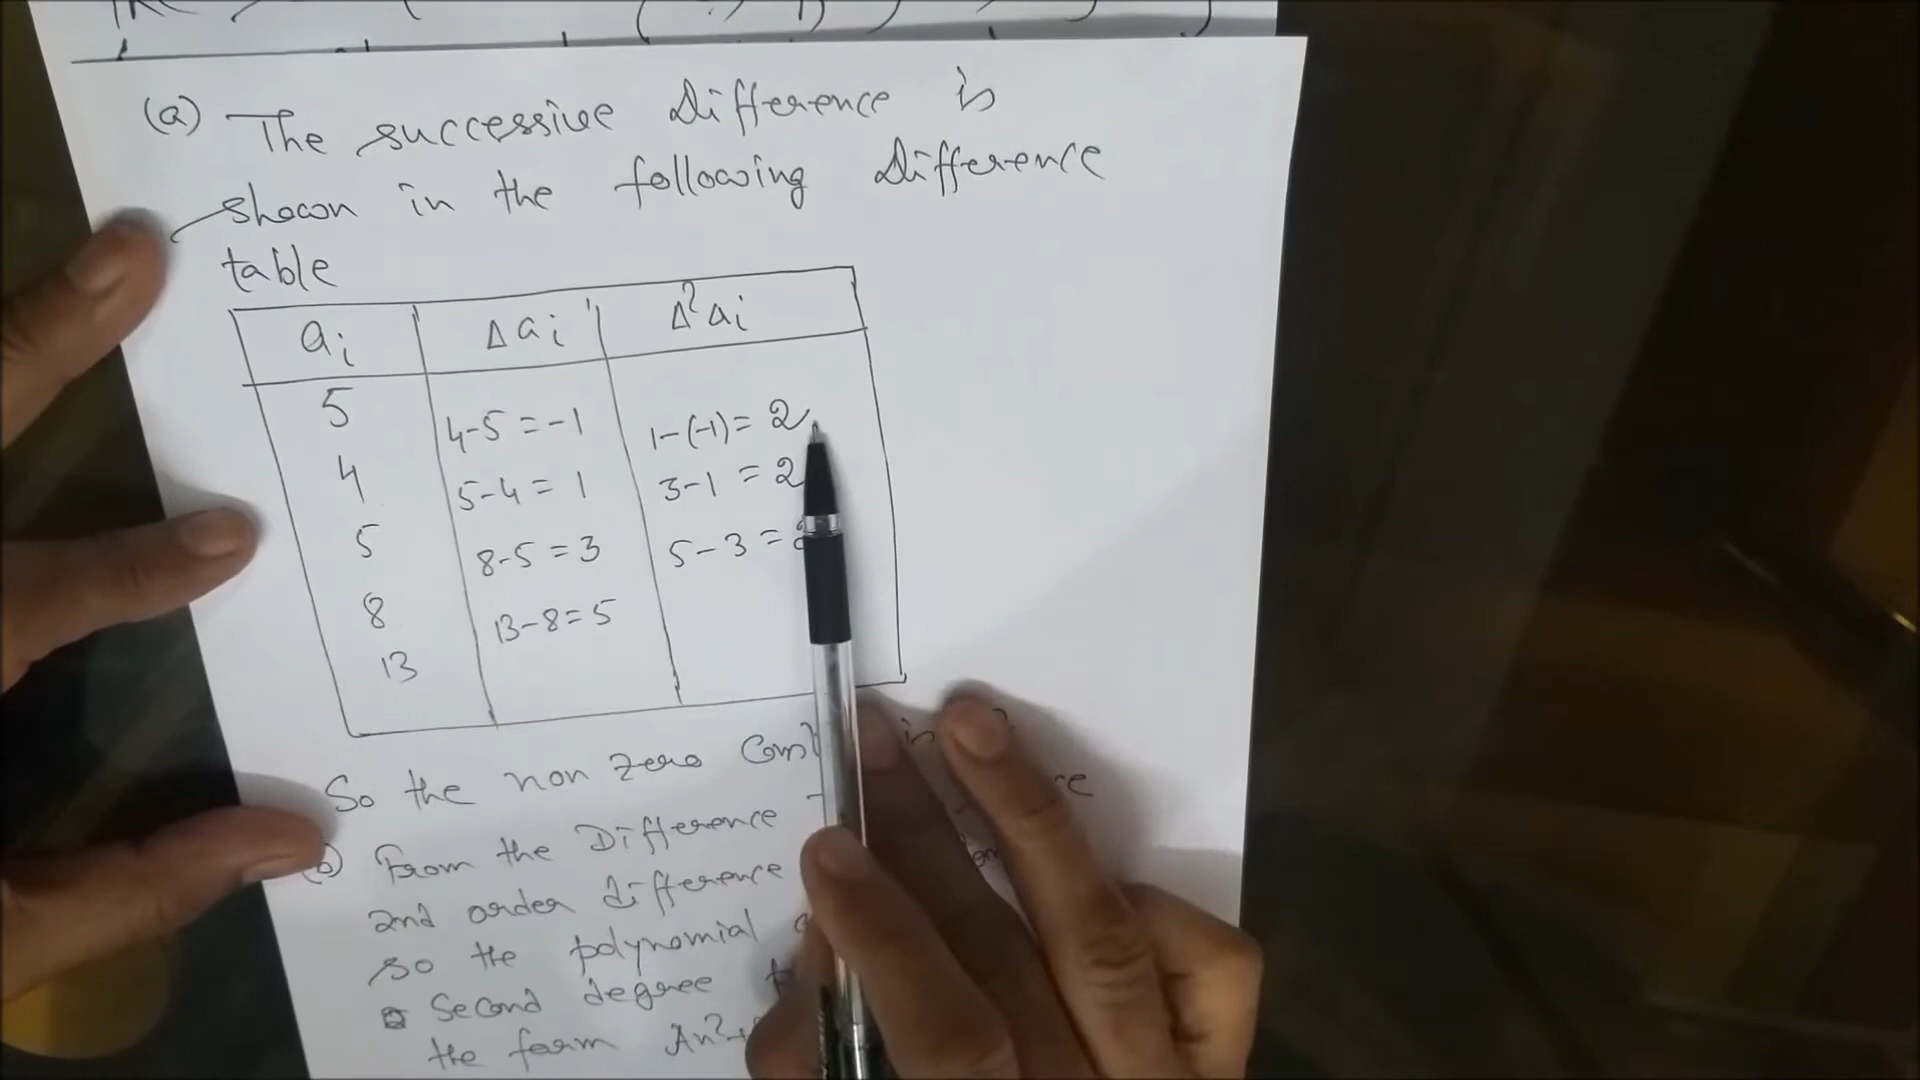 (a) The successive difference is
shown in the following difference
table
ai Δai Δ²ai
5 4-5=-1 1-(-1)=2
4 5-4=1 3-1=2
5 8-5=3 5-3=
8 13-8=5
13
So the non zero is
From the Difference
2nd order difference
so the polynomial
Second degree
the form An²+